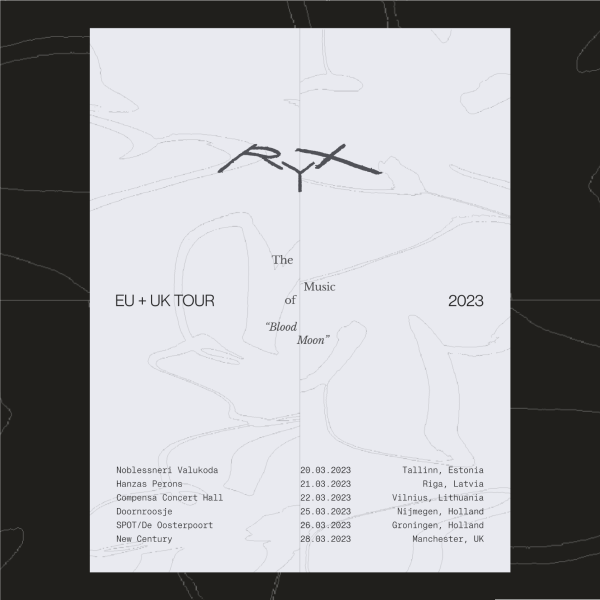 RYX
The
Music
of
EU + UK TOUR 2023
“Blood
Moon”
Noblessneri Valukoda 20.03.2023 Tallinn, Estonia
Hanzas Perons 21.03.2023 Riga, Latvia
Compensa Concert Hall 22.03.2023 Vilnius, Lithuania
Doornroosje 25.03.2023 Nijmegen, Holland
SPOT/De Oosterpoort 26.03.2023 Groningen, Holland
New Century 28.03.2023 Manchester, UK